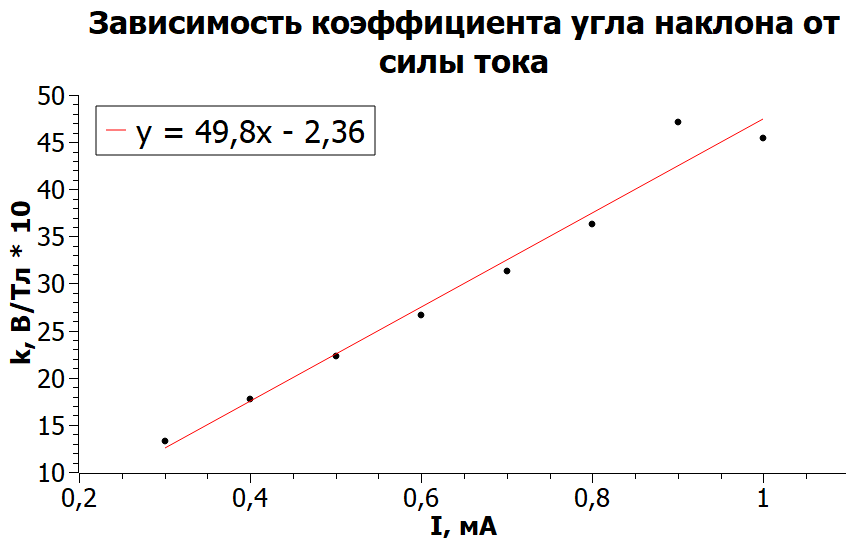 Зависимость коэффициента угла наклона от
силы тока
y = 49,8x - 2,36
k, В/Тл * 10
50
45
40
35
30
25
20
15
10
0,2
0,4
0,6
0,8
1
I, мА